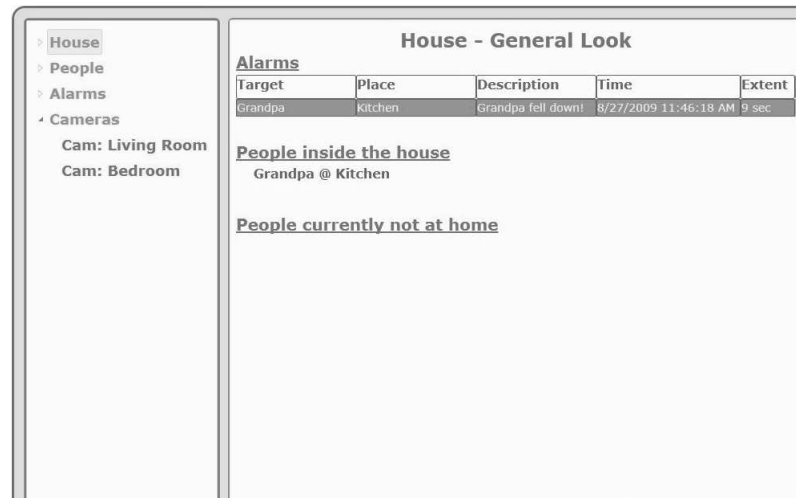 House
People
Alarms
Cameras
Cam: Living Room
Cam: Bedroom
House - General Look
Alarms
Target Place Description Time Extent
Grandpa Kitchen Grandpa fell down! 8/27/2009 11:46:18 AM 9 sec
People inside the house
Grandpa @ Kitchen
People currently not at home